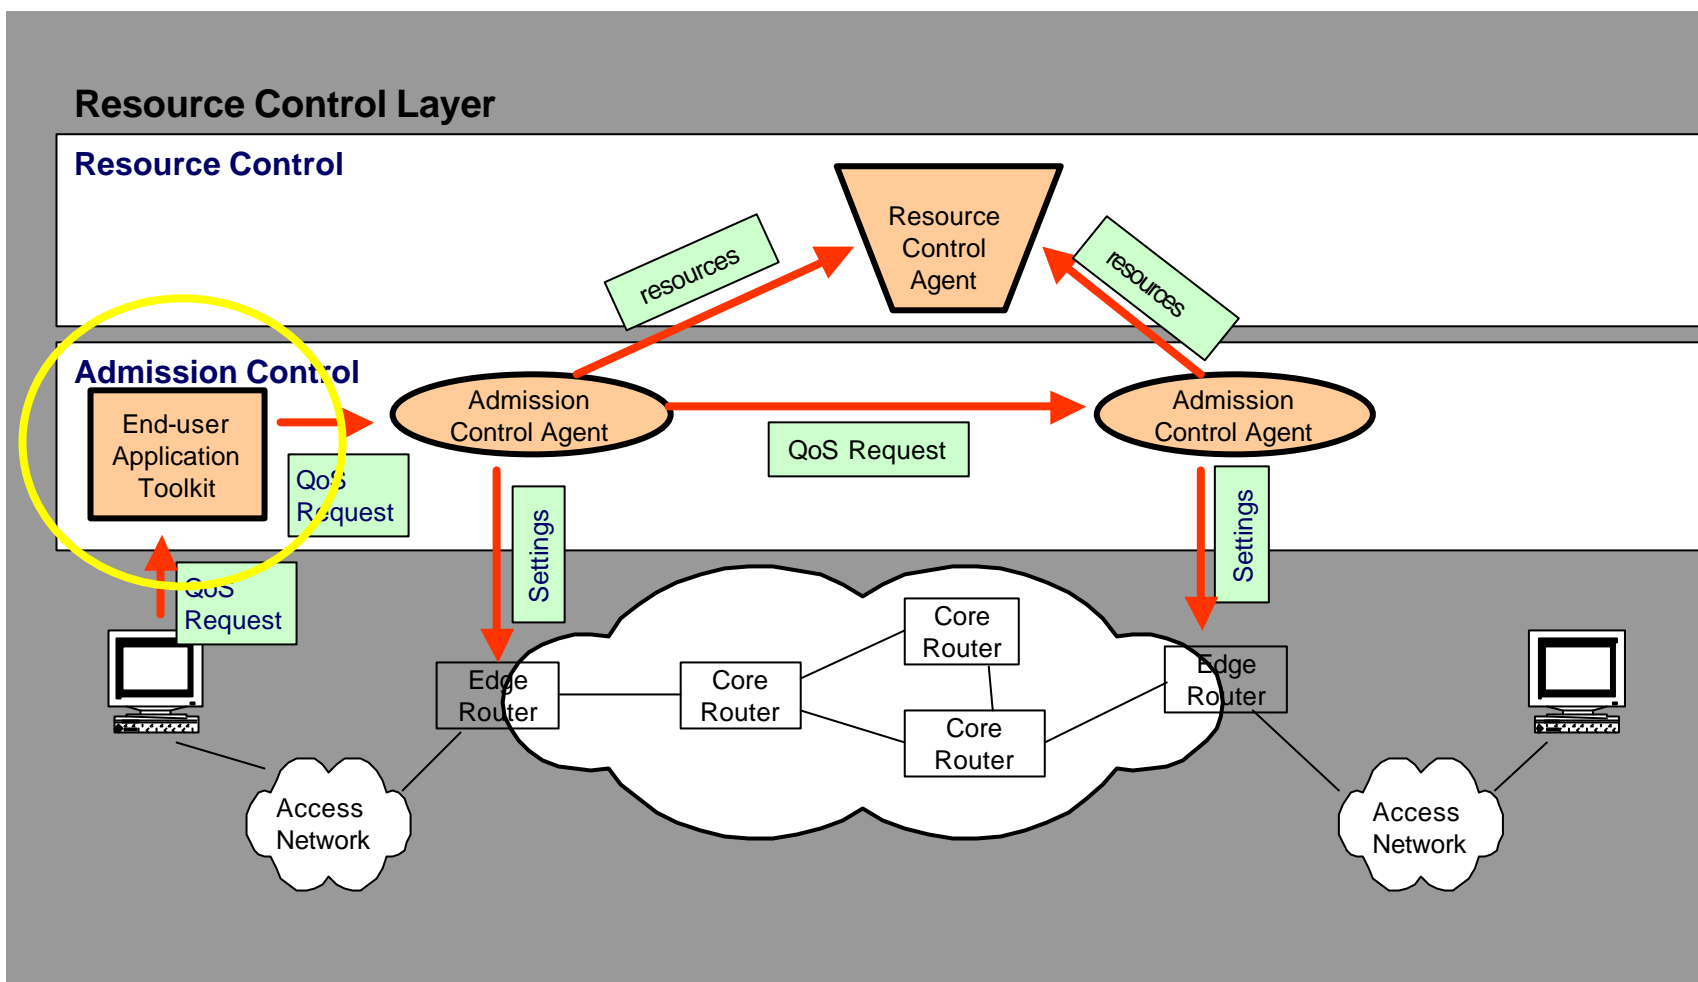 Resource Control Layer
Resource Control
Resource
Control
Agent
resources
resources
Admission Control
End-user
Application
Toolkit
Admission
Control Agent
Admission
Control Agent
QoS Request
QoS
Request
Settings
Settings
QoS
Request
Core
Router
Edge
Router
Core
Router
Core
Router
Edge
Router
Access
Network
Access
Network